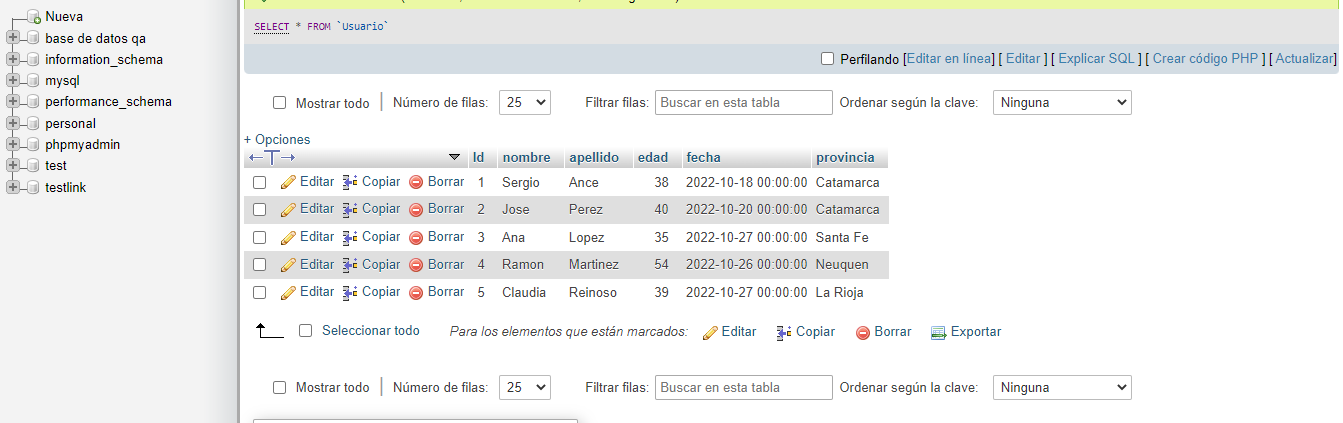 Nueva
base de datos qa
information_schema
mysql
performance_schema
personal
phpmyadmin
test
testlink
SELECT * FROM `Usuario`
Perfilando [Editar en línea] [ Editar ] [ Explicar SQL ] [ Crear código PHP ] [ Actualizar]
Mostrar todo | Número de filas: 25 Filtrar filas: Buscar en esta tabla Ordenar según la clave: Ninguna
+ Opciones
←T→ Id nombre apellido edad fecha provincia
Editar Copiar Borrar 1 Sergio Ance 38 2022-10-18 00:00:00 Catamarca
Editar Copiar Borrar 2 Jose Perez 40 2022-10-20 00:00:00 Catamarca
Editar Copiar Borrar 3 Ana Lopez 35 2022-10-27 00:00:00 Santa Fe
Editar Copiar Borrar 4 Ramon Martinez 54 2022-10-26 00:00:00 Neuquen
Editar Copiar Borrar 5 Claudia Reinoso 39 2022-10-27 00:00:00 La Rioja
Seleccionar todo Para los elementos que están marcados: Editar Copiar Borrar Exportar
Mostrar todo | Número de filas: 25 Filtrar filas: Buscar en esta tabla Ordenar según la clave: Ninguna